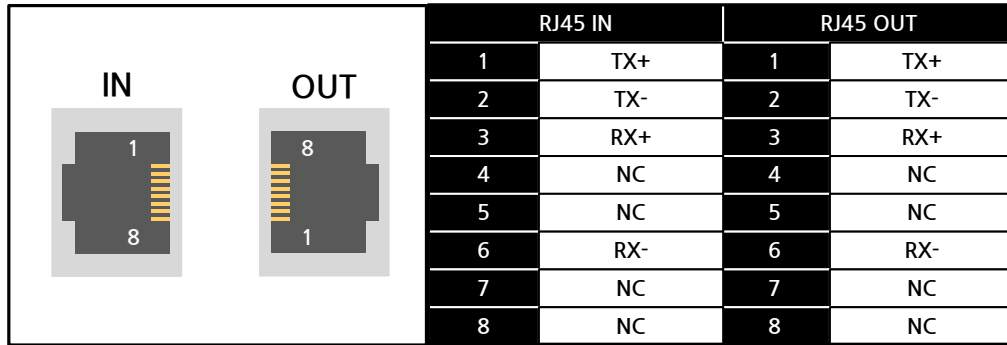 IN OUT
1 8
8 1
RJ45 IN RJ45 OUT
1 TX+ 1 TX+
2 TX- 2 TX-
3 RX+ 3 RX+
4 NC 4 NC
5 NC 5 NC
6 RX- 6 RX-
7 NC 7 NC
8 NC 8 NC